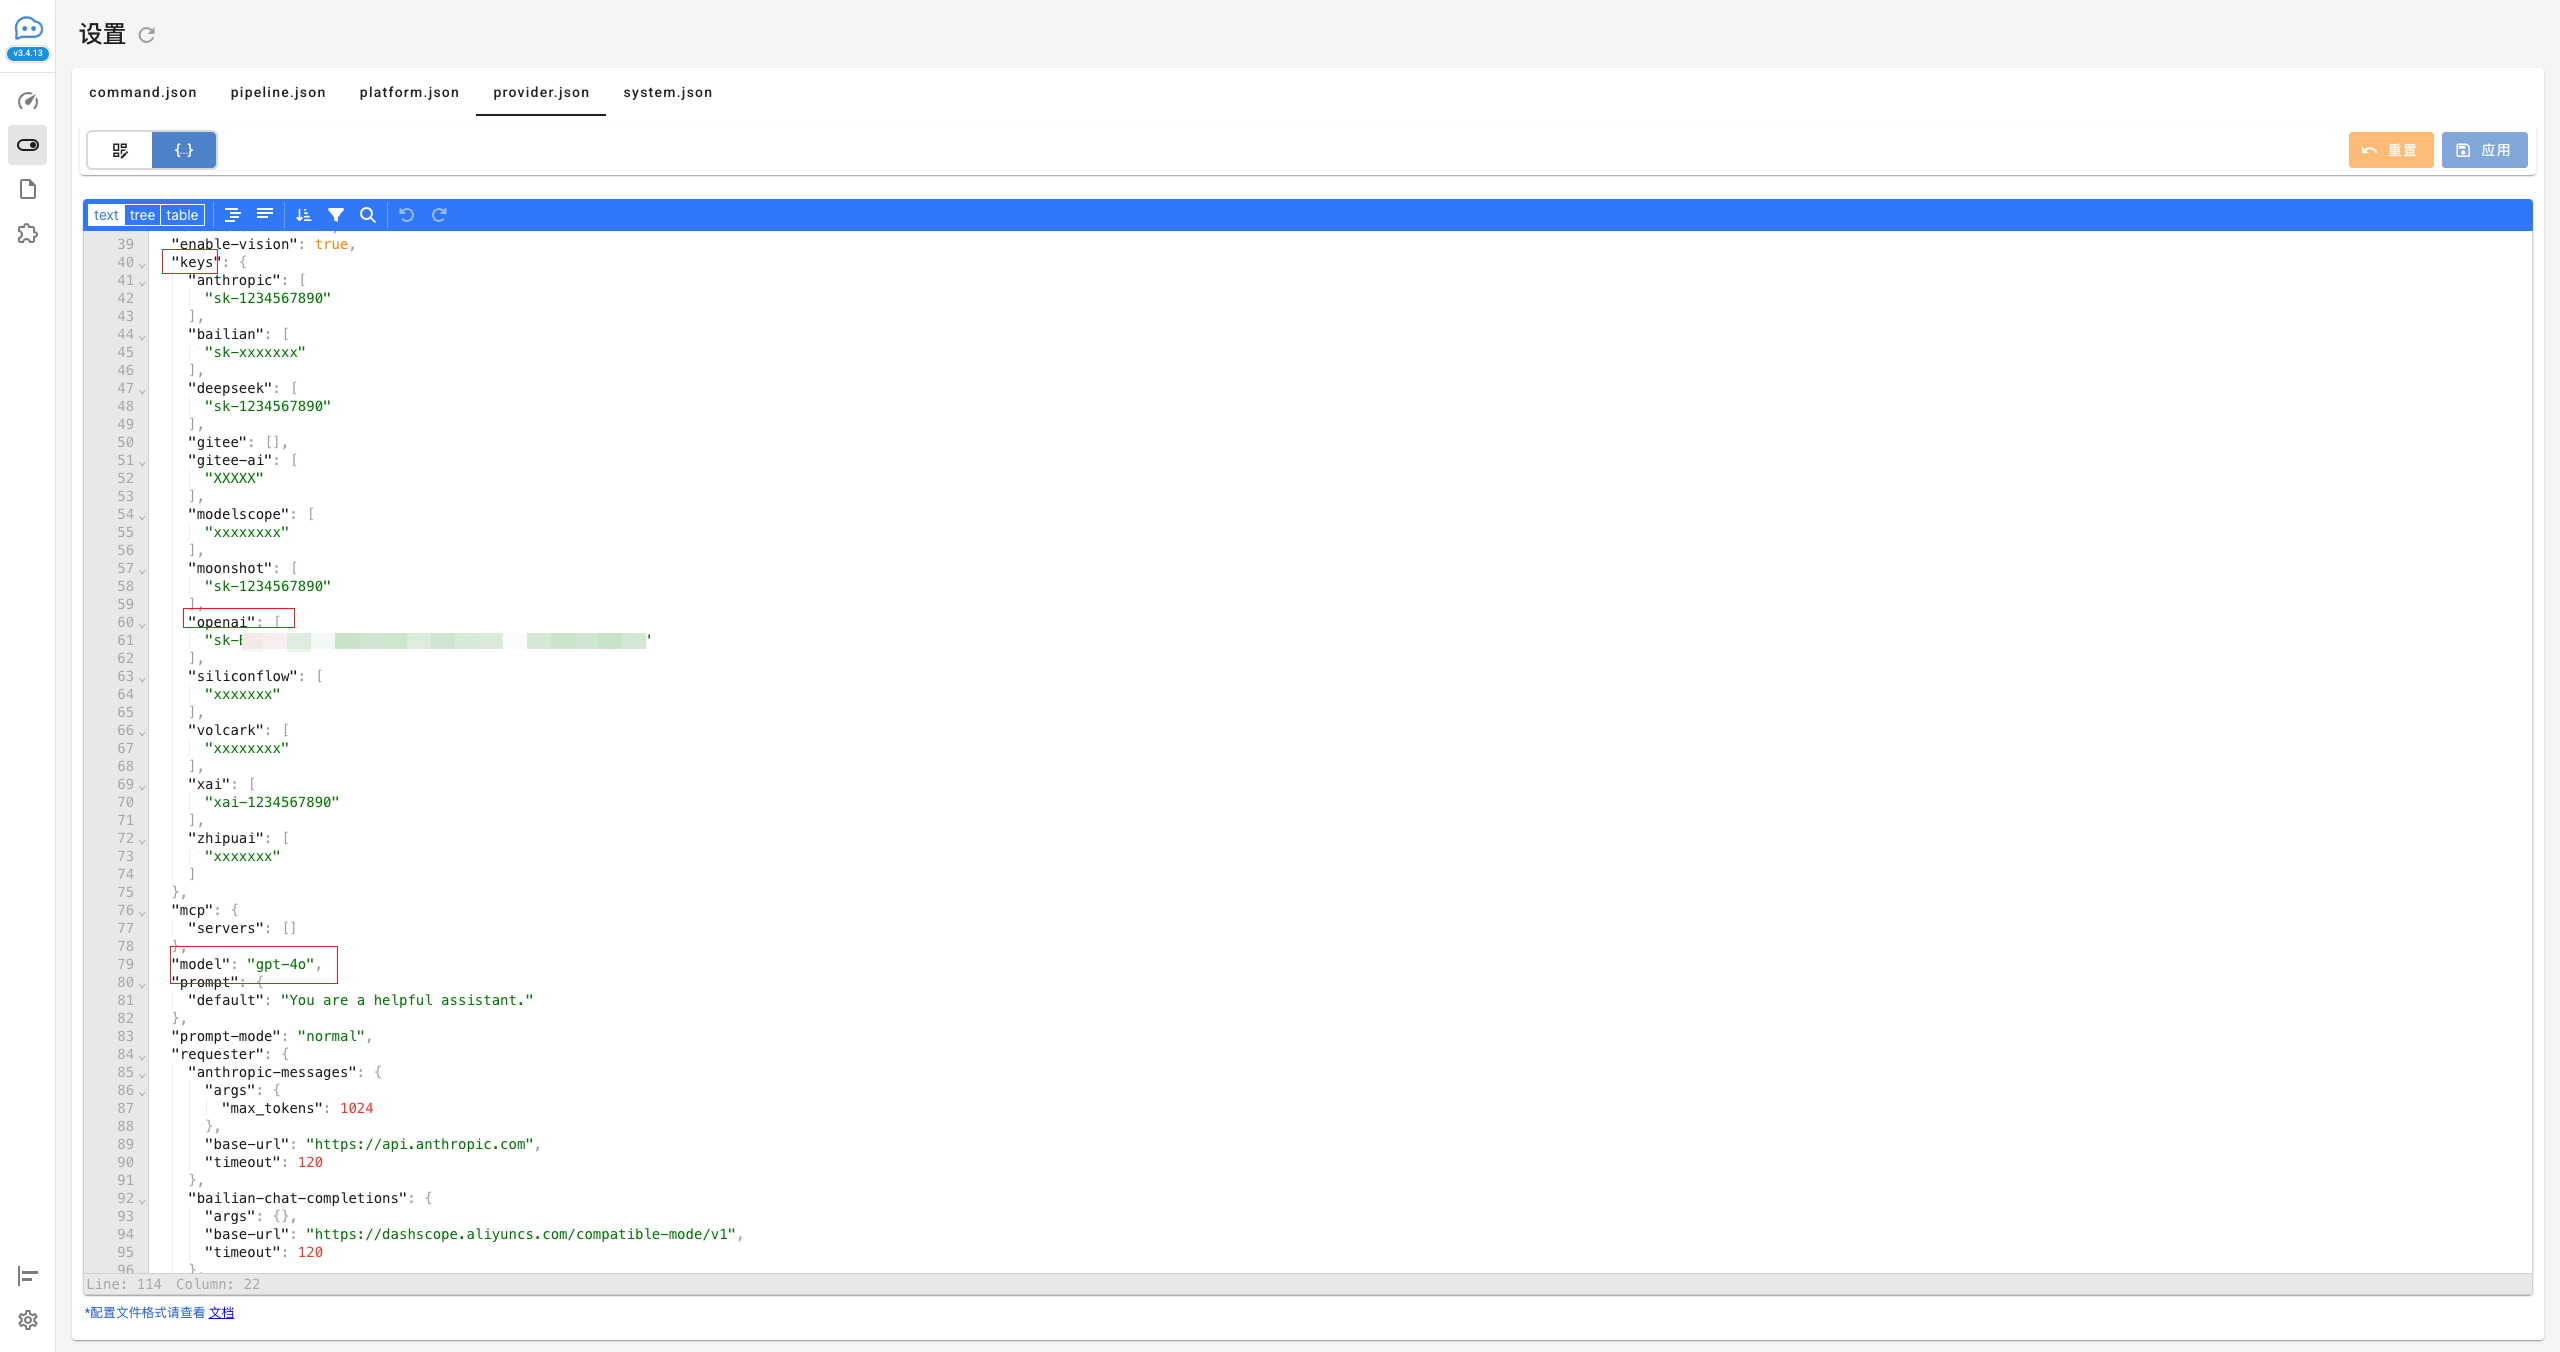 v3.4.13
设置
command.json pipeline.json platform.json provider.json system.json
{...} 重置 应用
text tree table
39 "enable-vision": true,
40 "keys": {
41 "anthropic": [
42 "sk-1234567890"
43 ],
44 "bailian": [
45 "sk-xxxxxxx"
46 ],
47 "deepseek": [
48 "sk-1234567890"
49 ],
50 "gitee": [],
51 "gitee-ai": [
52 "XXXXX"
53 ],
54 "modelscope": [
55 "xxxxxxxx"
56 ],
57 "moonshot": [
58 "sk-1234567890"
59 ],
60 "openai": [
61 "sk-
62 ],
63 "siliconflow": [
64 "xxxxxxx"
65 ],
66 "volcark": [
67 "xxxxxxxx"
68 ],
69 "xai": [
70 "xai-1234567890"
71 ],
72 "zhipuai": [
73 "xxxxxxx"
74 ]
75 },
76 "mcp": {
77 "servers": []
78 },
79 "model": "gpt-4o",
80 "prompt": {
81 "default": "You are a helpful assistant."
82 },
83 "prompt-mode": "normal",
84 "requester": {
85 "anthropic-messages": {
86 "args": {
87 "max_tokens": 1024
88 },
89 "base-url": "https://api.anthropic.com",
90 "timeout": 120
91 },
92 "bailian-chat-completions": {
93 "args": {},
94 "base-url": "https://dashscope.aliyuncs.com/compatible-mode/v1",
95 "timeout": 120
96 },
Line: 114 Column: 22
*配置文件格式请查看 文档